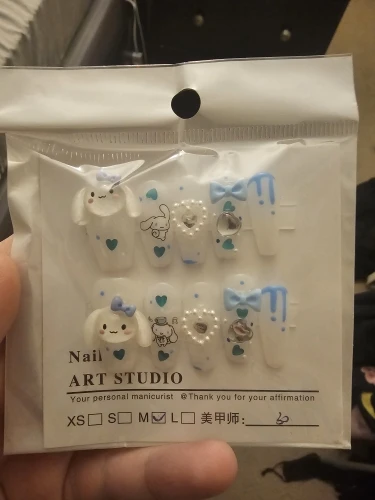 Nail
ART STUDIO
Your personal manicurist @Thank you for your affirmation
XS S M L 美甲师: